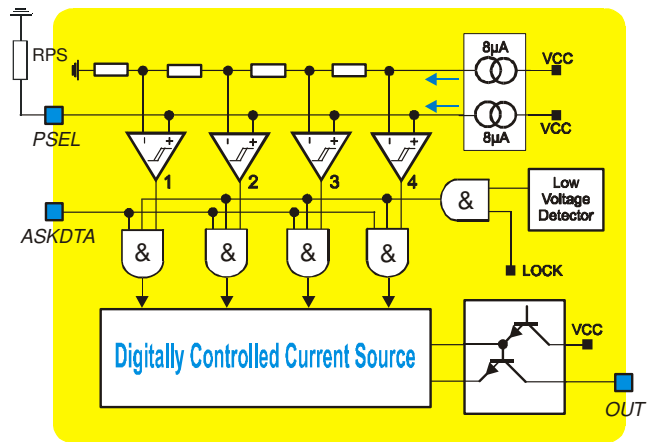 RPS
8µA
VCC
PSEL
VCC
8µA
- +
- +
- +
- +
1
2
3
4
Low
Voltage
Detector
&
ASKDTA
&
&
&
&
LOCK
Digitally Controlled Current Source
VCC
OUT